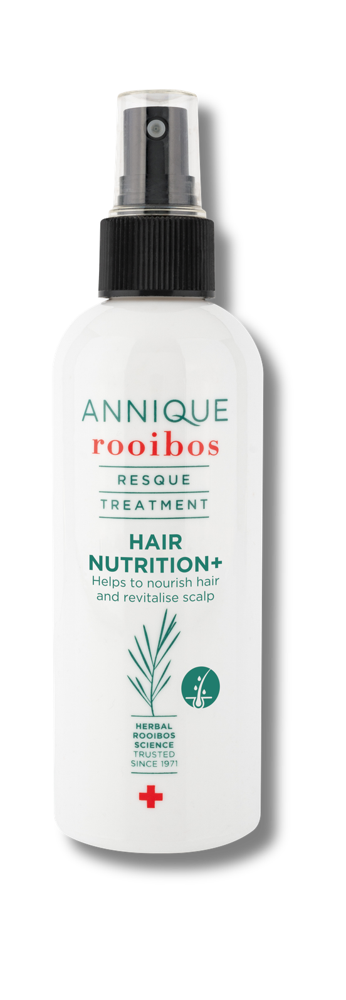 ANNIQUE
rooibos
RESQUE
TREATMENT
HAIR
NUTRITION+
Helps to nourish hair
and revitalise scalp
HERBAL
ROOIBOS
SCIENCE
TRUSTED
SINCE 1971